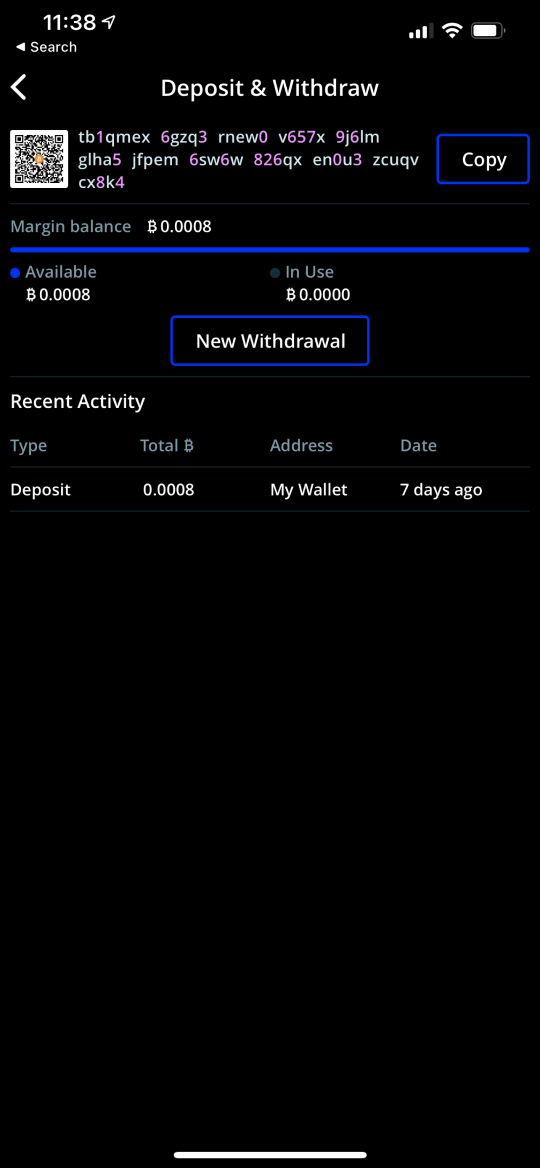 11:38
◀ Search
Deposit & Withdraw
tb1qmex 6gzq3 rnew0 v657x 9j6lm
glha5 jfpem 6sw6w 826qx en0u3 zcuqv
cx8k4
Copy
Margin balance ₿ 0.0008
Available In Use
₿ 0.0008 ₿ 0.0000
New Withdrawal
Recent Activity
Type Total ₿ Address Date
Deposit 0.0008 My Wallet 7 days ago